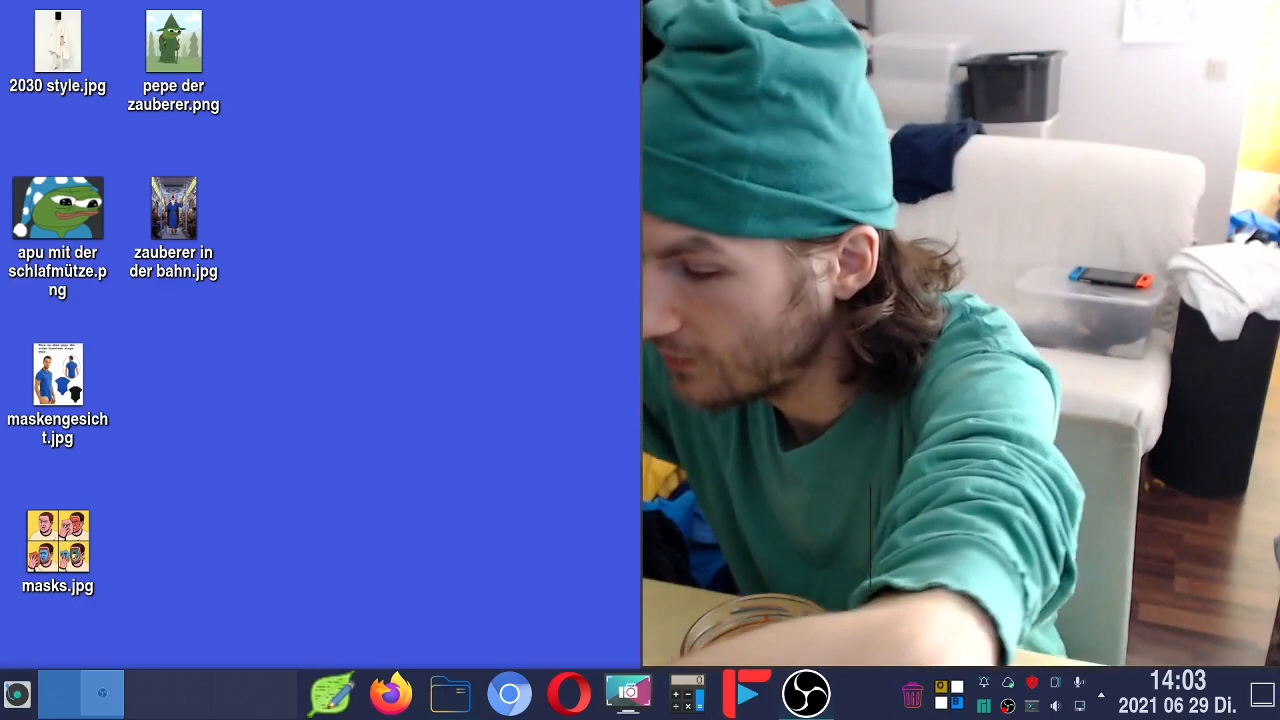 2030 style.jpg
pepe der
zauberer.png
apu mit der
schlafmütze.p
ng
zauberer in
der bahn.jpg
maskengesich
t.jpg
masks.jpg
0
14:03
2021 06 29 Di.